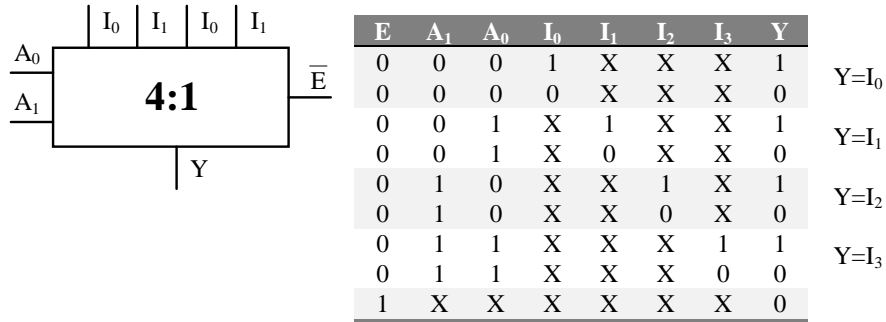 I₀ I₁ I₀ I₁
A₀
A₁
4:1
E̅
Y
E A₁ A₀ I₀ I₁ I₂ I₃ Y
0 0 0 1 X X X 1
0 0 0 0 X X X 0
Y=I₀
0 0 1 X 1 X X 1
0 0 1 X 0 X X 0
Y=I₁
0 1 0 X X 1 X 1
0 1 0 X X 0 X 0
Y=I₂
0 1 1 X X X 1 1
0 1 1 X X X 0 0
Y=I₃
1 X X X X X X 0